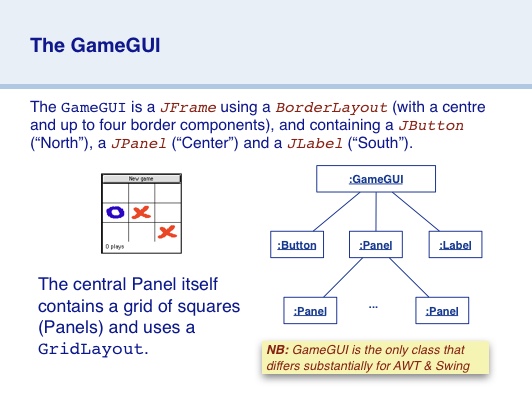 The GameGUI
The GameGUI is a JFrame using a BorderLayout (with a centre
and up to four border components), and containing a JButton
(“North”), a JPanel (“Center”) and a JLabel (“South”).
New game
O plays
:GameGUI
:Button
:Panel
:Label
:Panel
...
:Panel
The central Panel itself
contains a grid of squares
(Panels) and uses a
GridLayout.
NB: GameGUI is the only class that
differs substantially for AWT & Swing